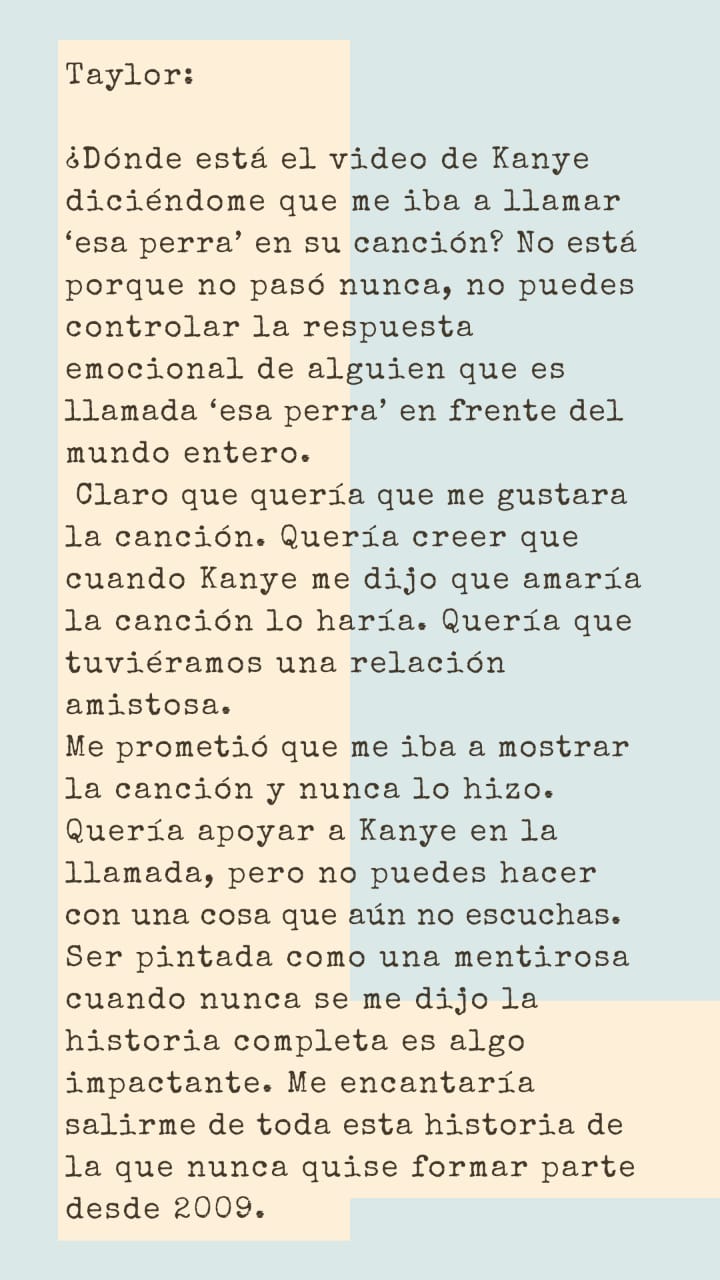 Taylor:
¿Dónde está el video de Kanye
diciéndome que me iba a llamar
‘esa perra’ en su canción? No está
porque no pasó nunca, no puedes
controlar la respuesta
emocional de alguien que es
llamada ‘esa perra’ en frente del
mundo entero.
Claro que quería que me gustara
la canción. Quería creer que
cuando Kanye me dijo que amaría
la canción lo haría. Quería que
tuviéramos una relación
amistosa.
Me prometió que me iba a mostrar
la canción y nunca lo hizo.
Quería apoyar a Kanye en la
llamada, pero no puedes hacer
con una cosa que aún no escuchas.
Ser pintada como una mentirosa
cuando nunca se me dijo la
historia completa es algo
impactante. Me encantaría
salirme de toda esta historia de
la que nunca quise formar parte
desde 2009.